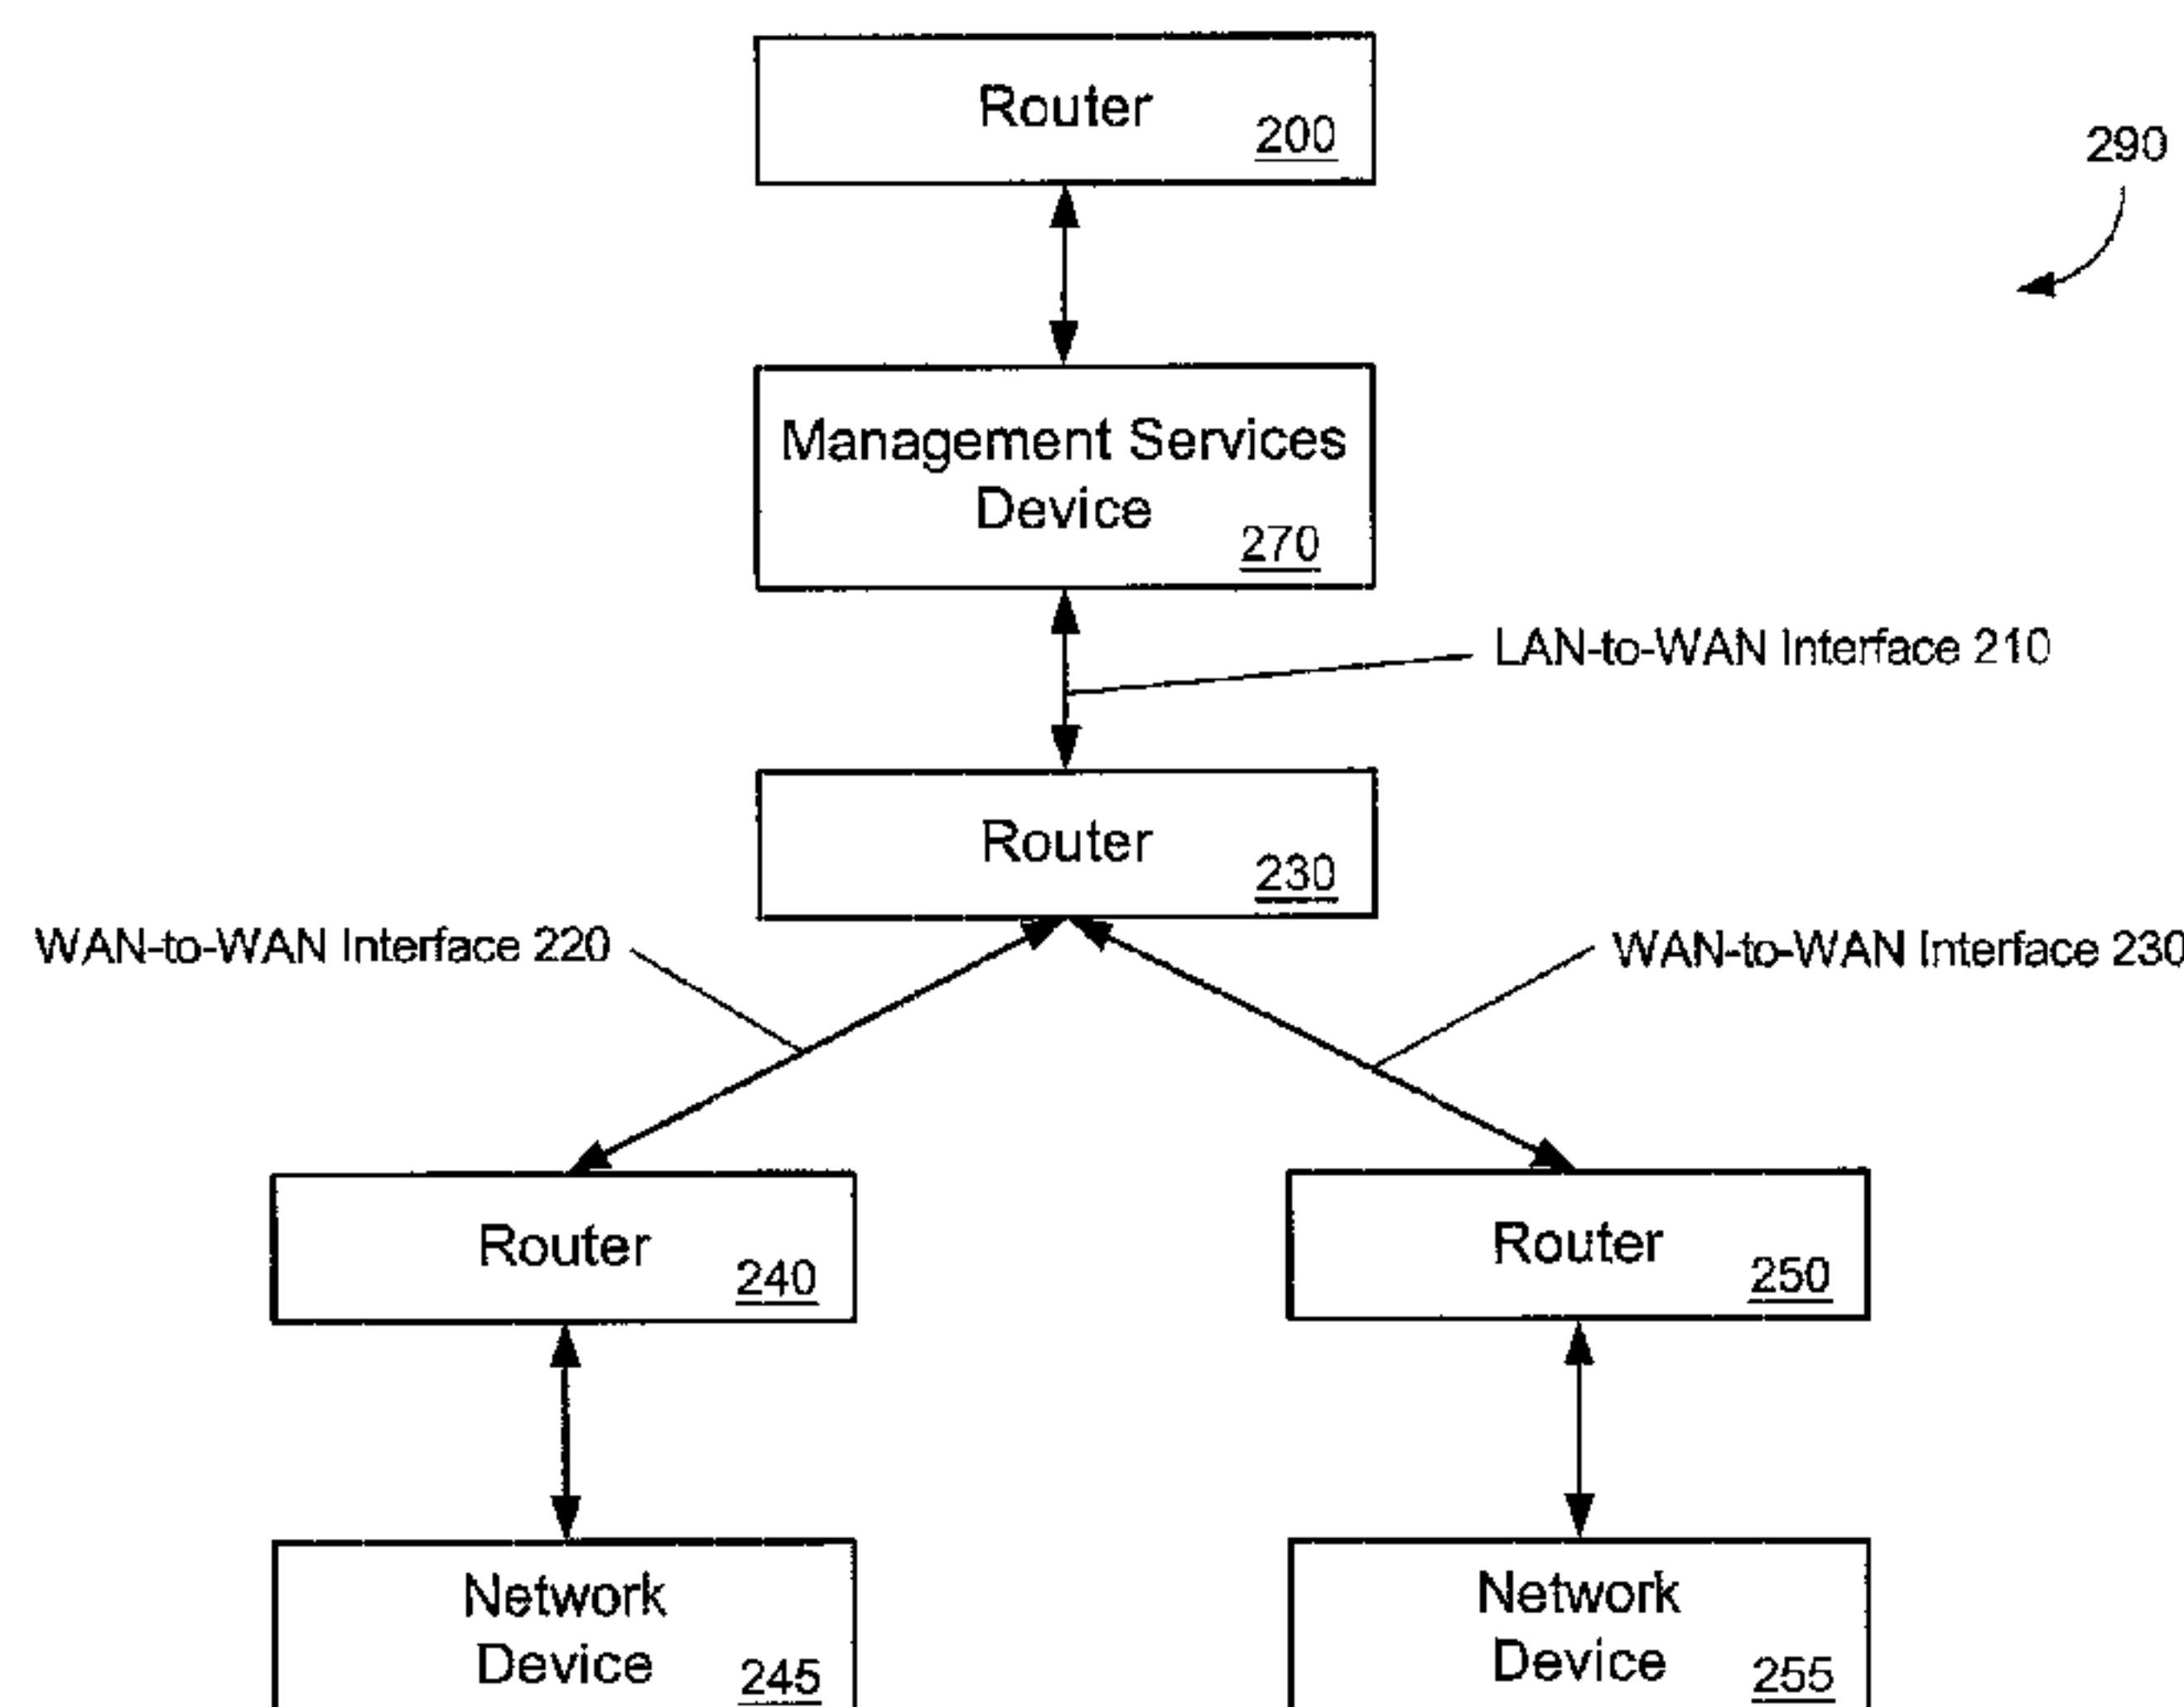 Router
200
290
Management Services
Device
270
LAN-to-WAN Interface 210
Router
230
WAN-to-WAN Interface 220
WAN-to-WAN Interface 230
Router
240
Router
250
Network
Device
245
Network
Device
255